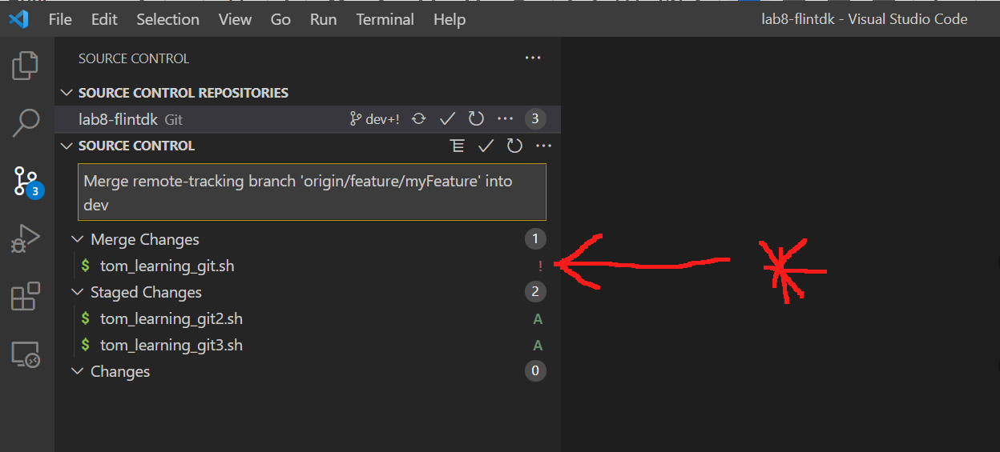 File Edit Selection View Go Run Terminal Help lab8-flintdk - Visual Studio Code
SOURCE CONTROL ...
SOURCE CONTROL REPOSITORIES
lab8-flintdk Git dev+! ... 3
SOURCE CONTROL ...
Merge remote-tracking branch 'origin/feature/myFeature' into
dev
3
Merge Changes 1
$ tom_learning_git.sh !
Staged Changes 2
$ tom_learning_git2.sh A
$ tom_learning_git3.sh A
Changes 0